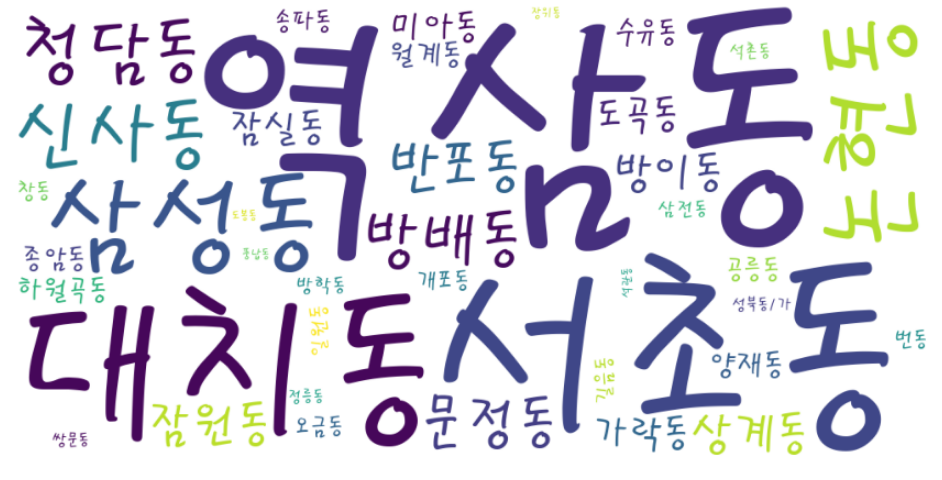 청담동
송파동
미아동
장위동
수유동
석촌동
월계동
역삼동
논현동
신사동
잠실동
도곡동
반포동
방이동
창동
삼성동
도봉동
방배동
삼전동
종암동
풍납동
하월곡동
방학동
개포동
석관동
공릉동
성북동1가
대치동
일원동
서초동
번동
양재동
길음동
정릉동
쌍문동
잠원동
오금동
문정동
가락동
상계동